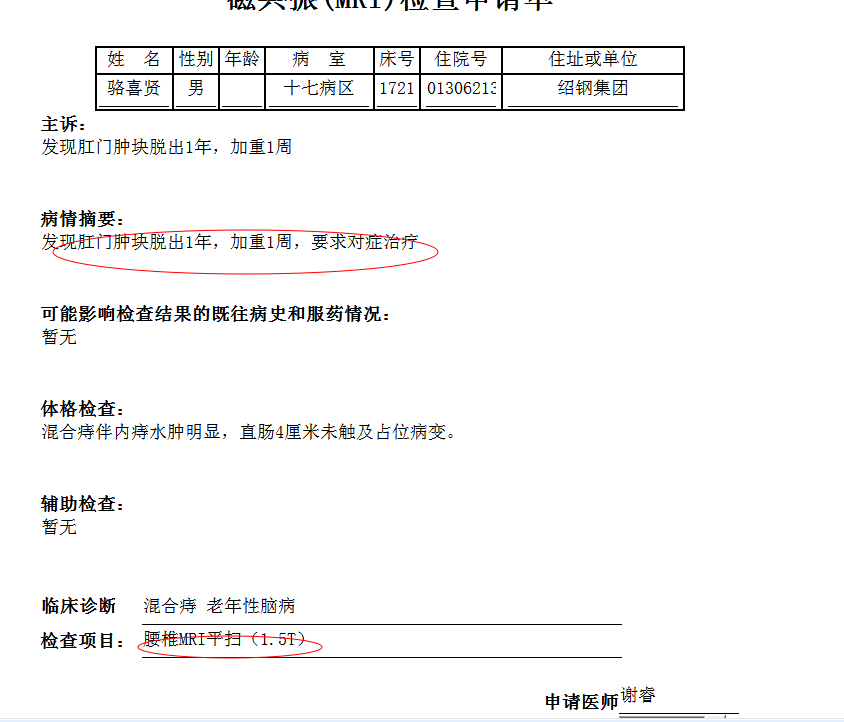 磁共振(MRI)检查申请单
姓 名 性别 年龄 病 室 床号 住院号 住址或单位
骆喜贤 男 十七病区 1721 01306213 绍钢集团
主诉:
发现肛门肿块脱出1年，加重1周
病情摘要:
发现肛门肿块脱出1年，加重1周，要求对症治疗
可能影响检查结果的既往病史和服药情况:
暂无
体格检查:
混合痔伴内痔水肿明显，直肠4厘米未触及占位病变。
辅助检查:
暂无
临床诊断 混合痔 老年性脑病
检查项目: 腰椎MRI平扫（1.5T）
申请医师 谢睿